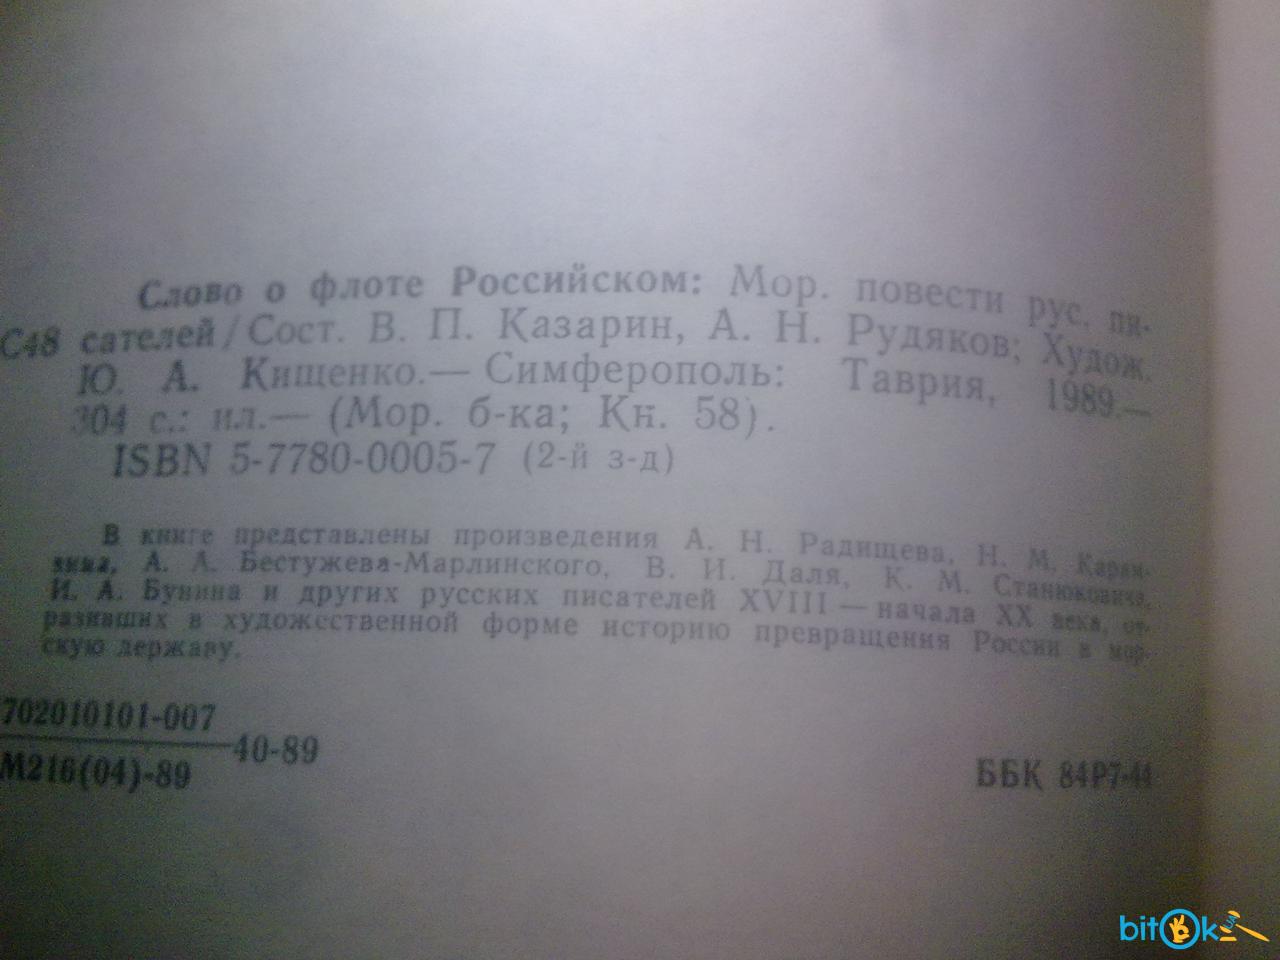 Слово о флоте Российском: Мор. повести рус. пи-
С48 сателей/Сост. В. П. Казарин, А. Н. Рудяков; Худож.
Ю. А. Кищенко.— Симферополь: Таврия, 1989.—
304 с.: ил.— (Мор. б-ка; Кн. 58).
ISBN 5-7780-0005-7 (2-й з-д)
В книге представлены произведения А. Н. Радищева, Н. М. Карам-
зина, А. А. Бестужева-Марлинского, В. И. Даля, К. М. Станюковича,
И. А. Бунина и других русских писателей XVIII — начала XX века, от-
разивших в художественной форме историю превращения России в мор-
скую державу.
702010101-007
М216(04)-89
40-89
ББК 84Р7-44
bitOk.UA